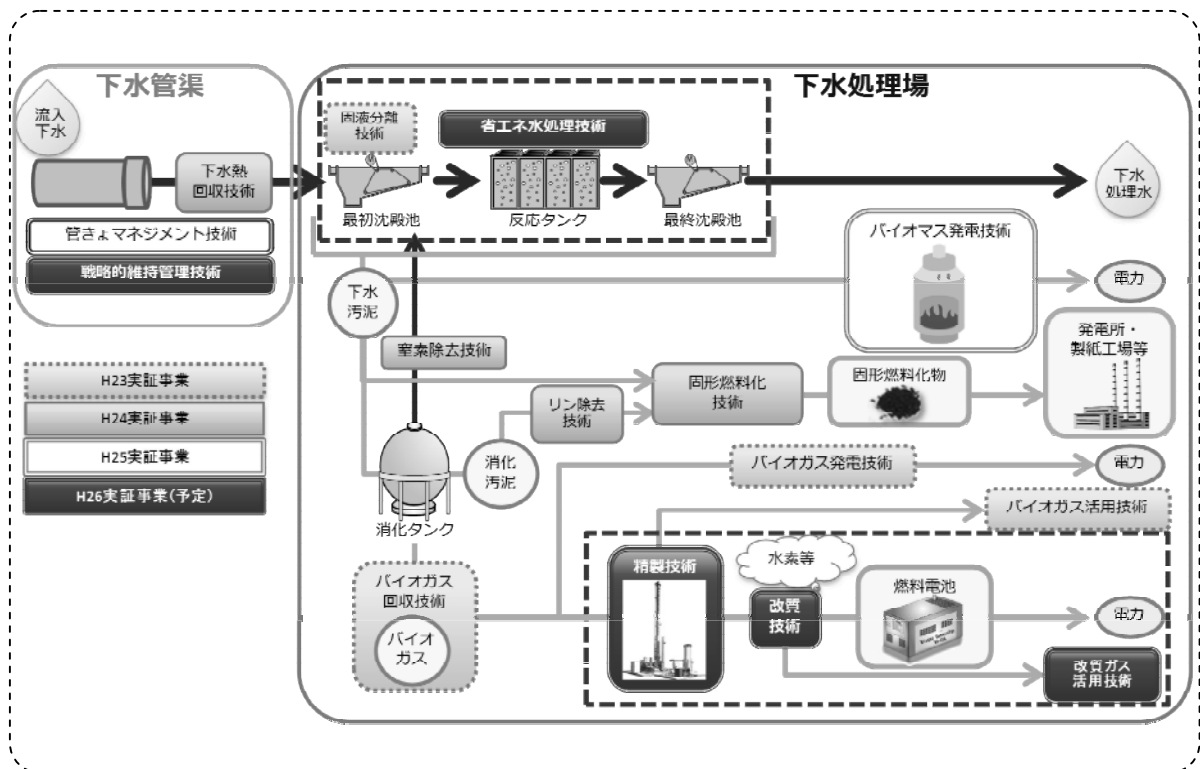 下水管渠
流入
下水
下水熱
回収技術
管きょマネジメント技術
戦略的維持管理技術
H23実証事業
H24実証事業
H25実証事業
H26実証事業(予定)
下水処理場
固液分離
技術
省エネ水処理技術
最初沈殿池
反応タンク
最終沈殿池
下水
処理水
バイオマス発電技術
電力
下水
汚泥
窒素除去技術
発電所・
製紙工場等
固形燃料化
技術
固形燃料化物
リン除去
技術
消化
汚泥
消化タンク
バイオガス発電技術
電力
バイオガス活用技術
バイオガス
回収技術
バイオ
ガス
精製技術
水素等
改質
技術
燃料電池
電力
改質ガス
活用技術